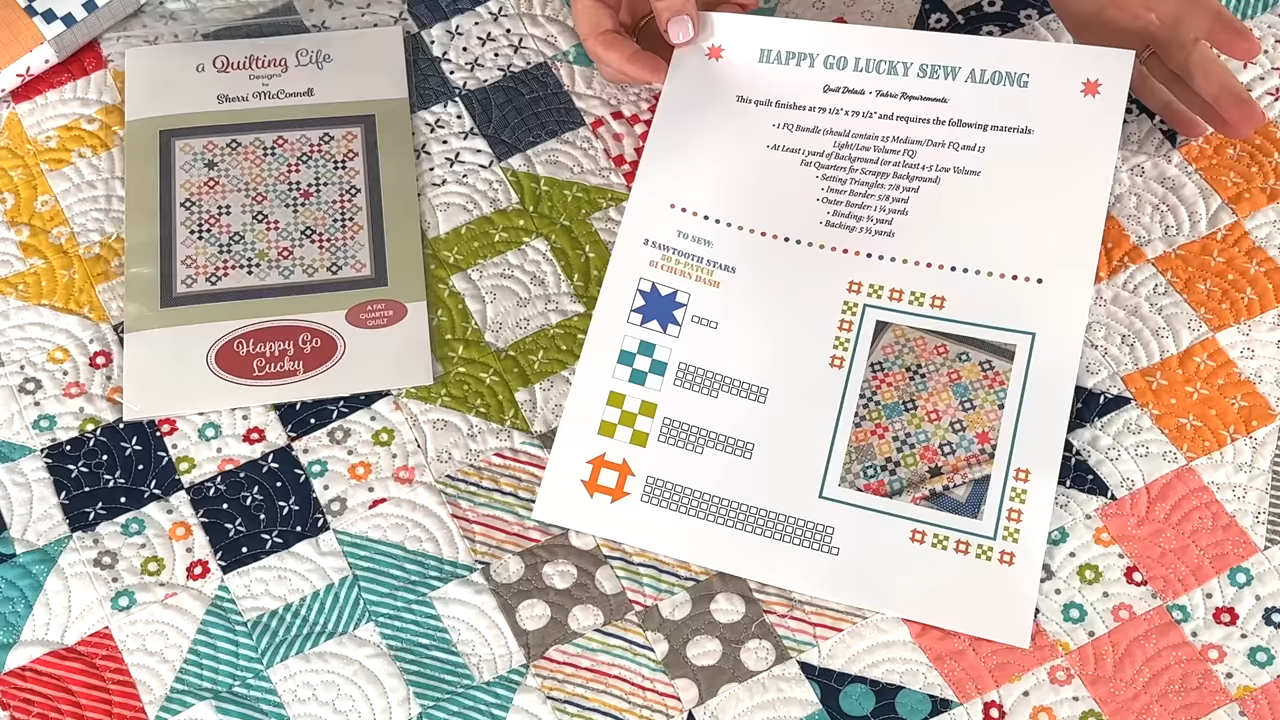 a Quilting Life
Designs
by
Sherri McConnell
A FAT
QUARTER
QUILT
Happy Go
Lucky
HAPPY GO LUCKY SEW ALONG
Quilt Details • Fabric Requirements:
This quilt finishes at 79 1/2" x 79 1/2" and requires the following materials:
• 1 FQ Bundle (should contain 25 Medium/Dark FQ and 13
Light/Low Volume FQ)
• At Least 1 yard of Background (or at least 4-5 Low Volume
Fat Quarters for Scrappy Background)
• Setting Triangles: 7/8 yard
• Inner Border: 5/8 yard
• Outer Border: 1 1/4 yards
• Binding: 3/4 yard
• Backing: 5 1/2 yards
TO SEW:
3 SAWTOOTH STARS
50 9-PATCH
61 CHURN DASH